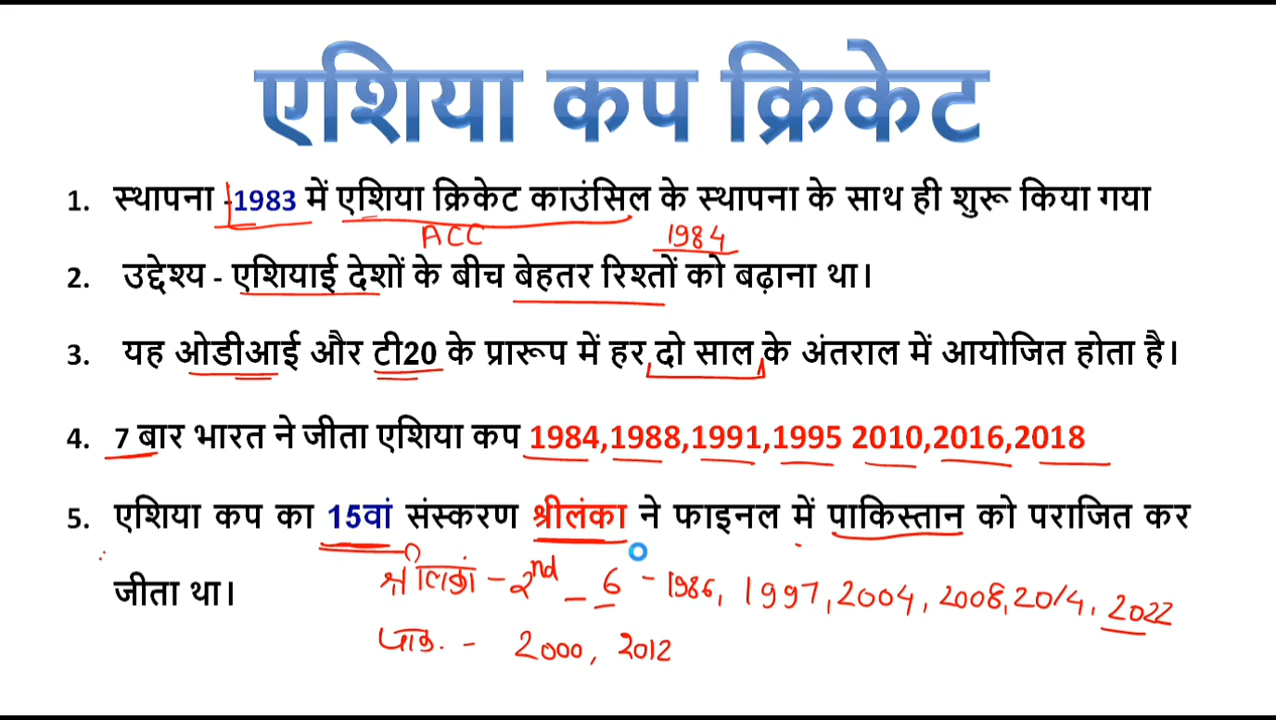 एशिया कप क्रिकेट
1. स्थापना -1983 में एशिया क्रिकेट काउंसिल के स्थापना के साथ ही शुरू किया गया
ACC 1984
2. उद्देश्य - एशियाई देशों के बीच बेहतर रिश्तों को बढ़ाना था।
3. यह ओडीआई और टी20 के प्रारूप में हर दो साल के अंतराल में आयोजित होता है।
4. 7 बार भारत ने जीता एशिया कप 1984,1988,1991,1995 2010,2016,2018
5. एशिया कप का 15वां संस्करण श्रीलंका ने फाइनल में पाकिस्तान को पराजित कर
जीता था। श्रीलंका - 2nd - 6 - 1986, 1997, 2004, 2008, 2014, 2022
पाक. - 2000, 2012